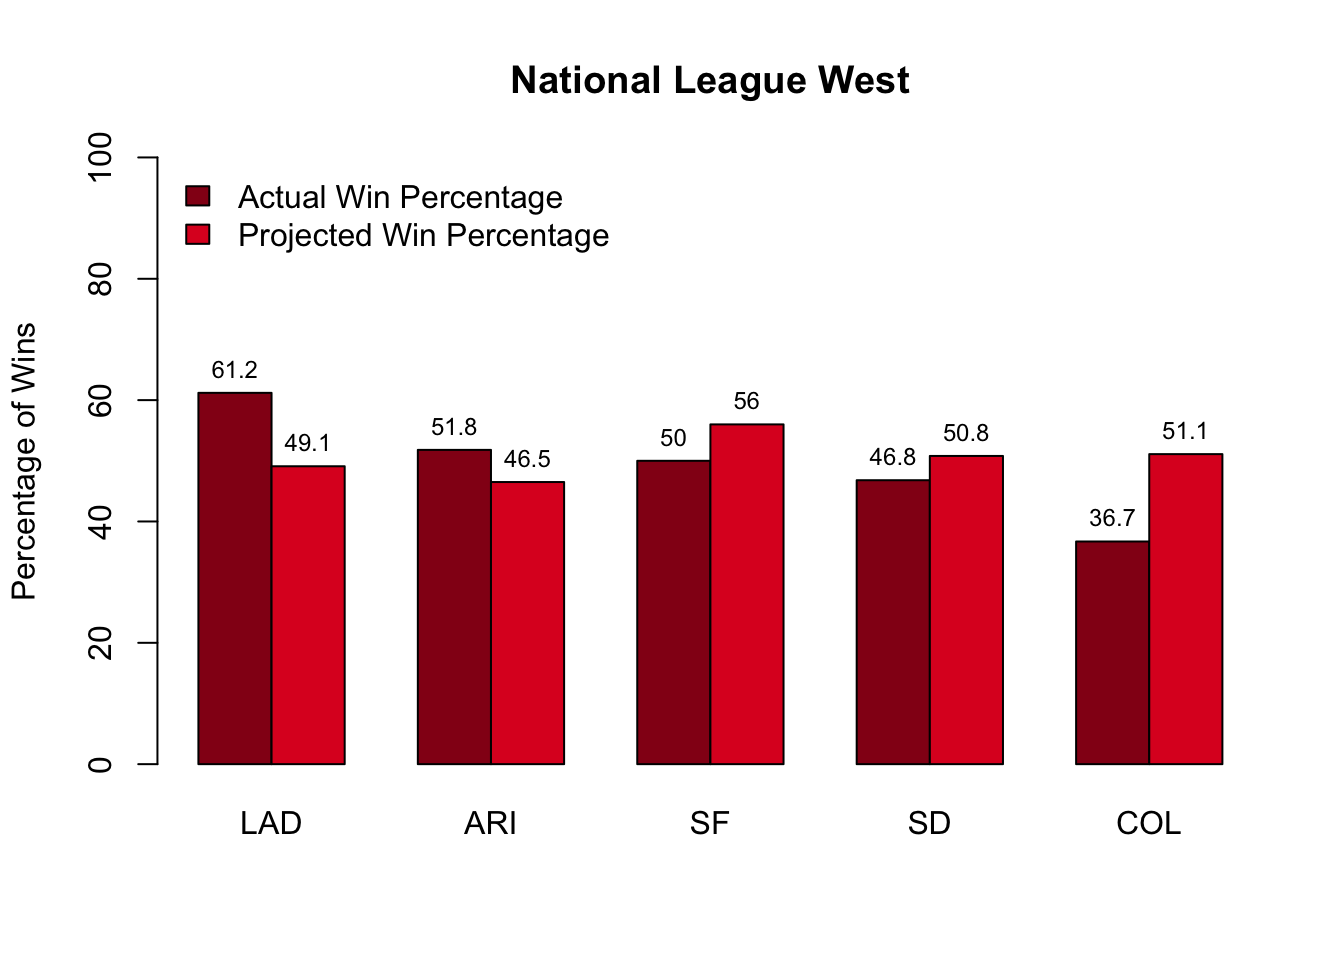 National League West
Actual Win Percentage
Projected Win Percentage
Percentage of Wins
100
80
60
40
20
0
61.2
49.1
51.8
46.5
50
56
46.8
50.8
36.7
51.1
LAD
ARI
SF
SD
COL